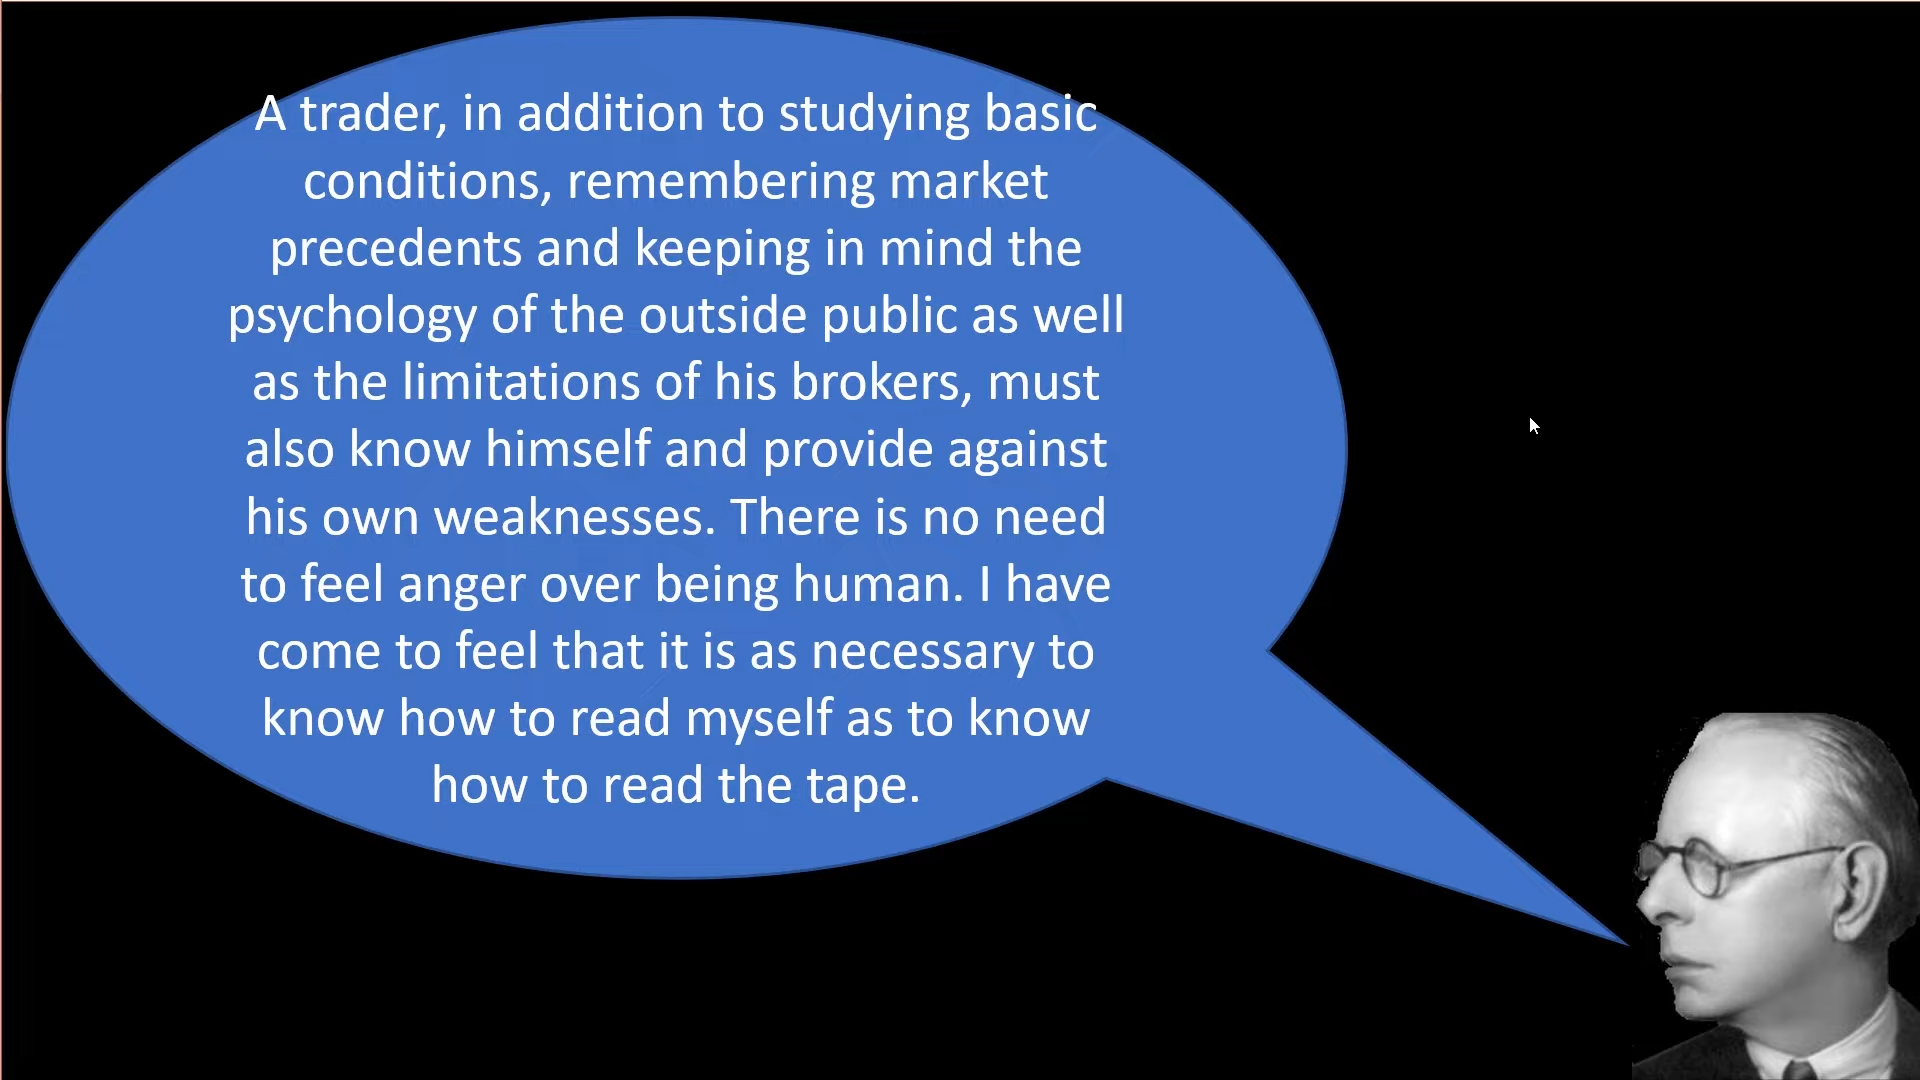 A trader, in addition to studying basic
conditions, remembering market
precedents and keeping in mind the
psychology of the outside public as well
as the limitations of his brokers, must
also know himself and provide against
his own weaknesses. There is no need
to feel anger over being human. I have
come to feel that it is as necessary to
know how to read myself as to know
how to read the tape.